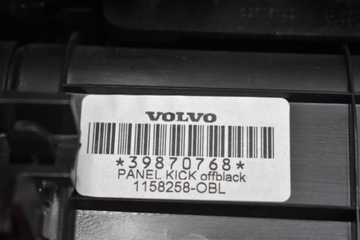 VOLVO
*39870768*
PANEL KICK offblack
1158258-OBL